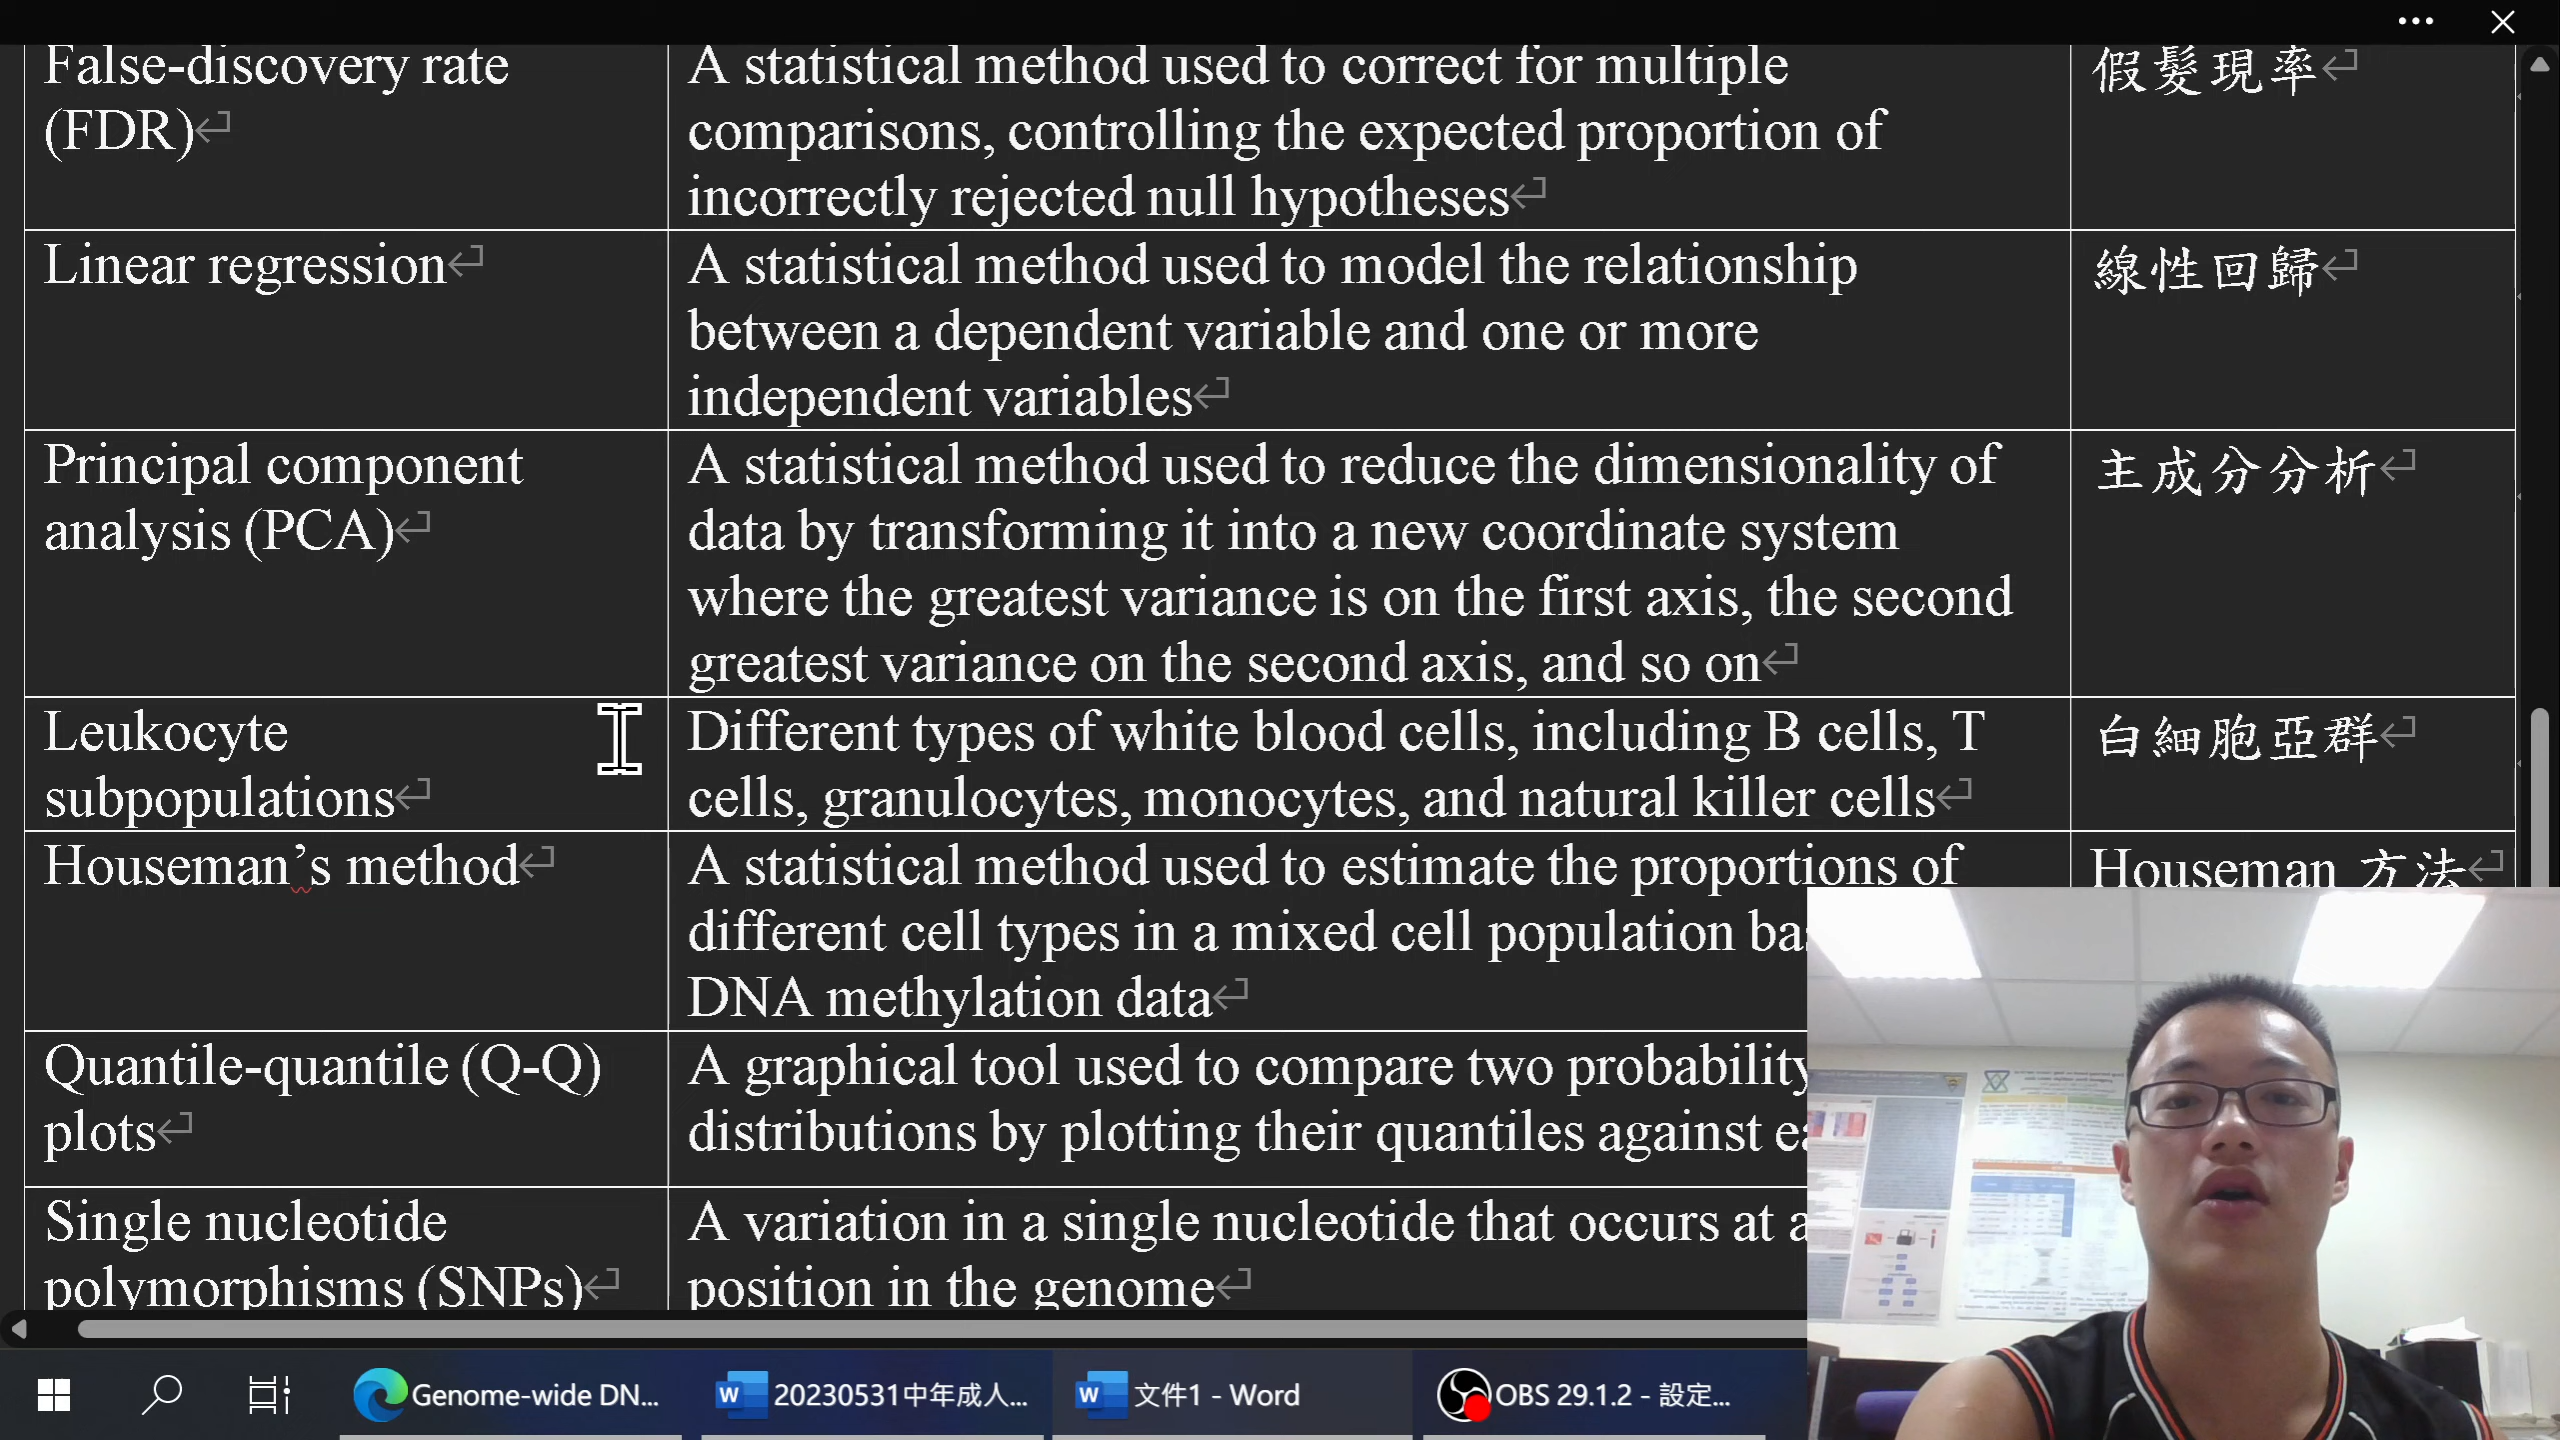 False-discovery rate
(FDR)
A statistical method used to correct for multiple
comparisons, controlling the expected proportion of
incorrectly rejected null hypotheses
假髮現率
Linear regression
A statistical method used to model the relationship
between a dependent variable and one or more
independent variables
線性回歸
Principal component
analysis (PCA)
A statistical method used to reduce the dimensionality of
data by transforming it into a new coordinate system
where the greatest variance is on the first axis, the second
greatest variance on the second axis, and so on
主成分分析
Leukocyte
subpopulations
Different types of white blood cells, including B cells, T
cells, granulocytes, monocytes, and natural killer cells
白細胞亞群
Houseman’s method
A statistical method used to estimate the proportions of
different cell types in a mixed cell population
DNA methylation data
Houseman 方法
Quantile-quantile (Q-Q)
plots
A graphical tool used to compare two probability
distributions by plotting their quantiles against
Single nucleotide
polymorphisms (SNPs)
A variation in a single nucleotide that occurs at
position in the genome
Genome-wide DN...
20230531中年成人...
文件1 - Word
OBS 29.1.2 - 設定...